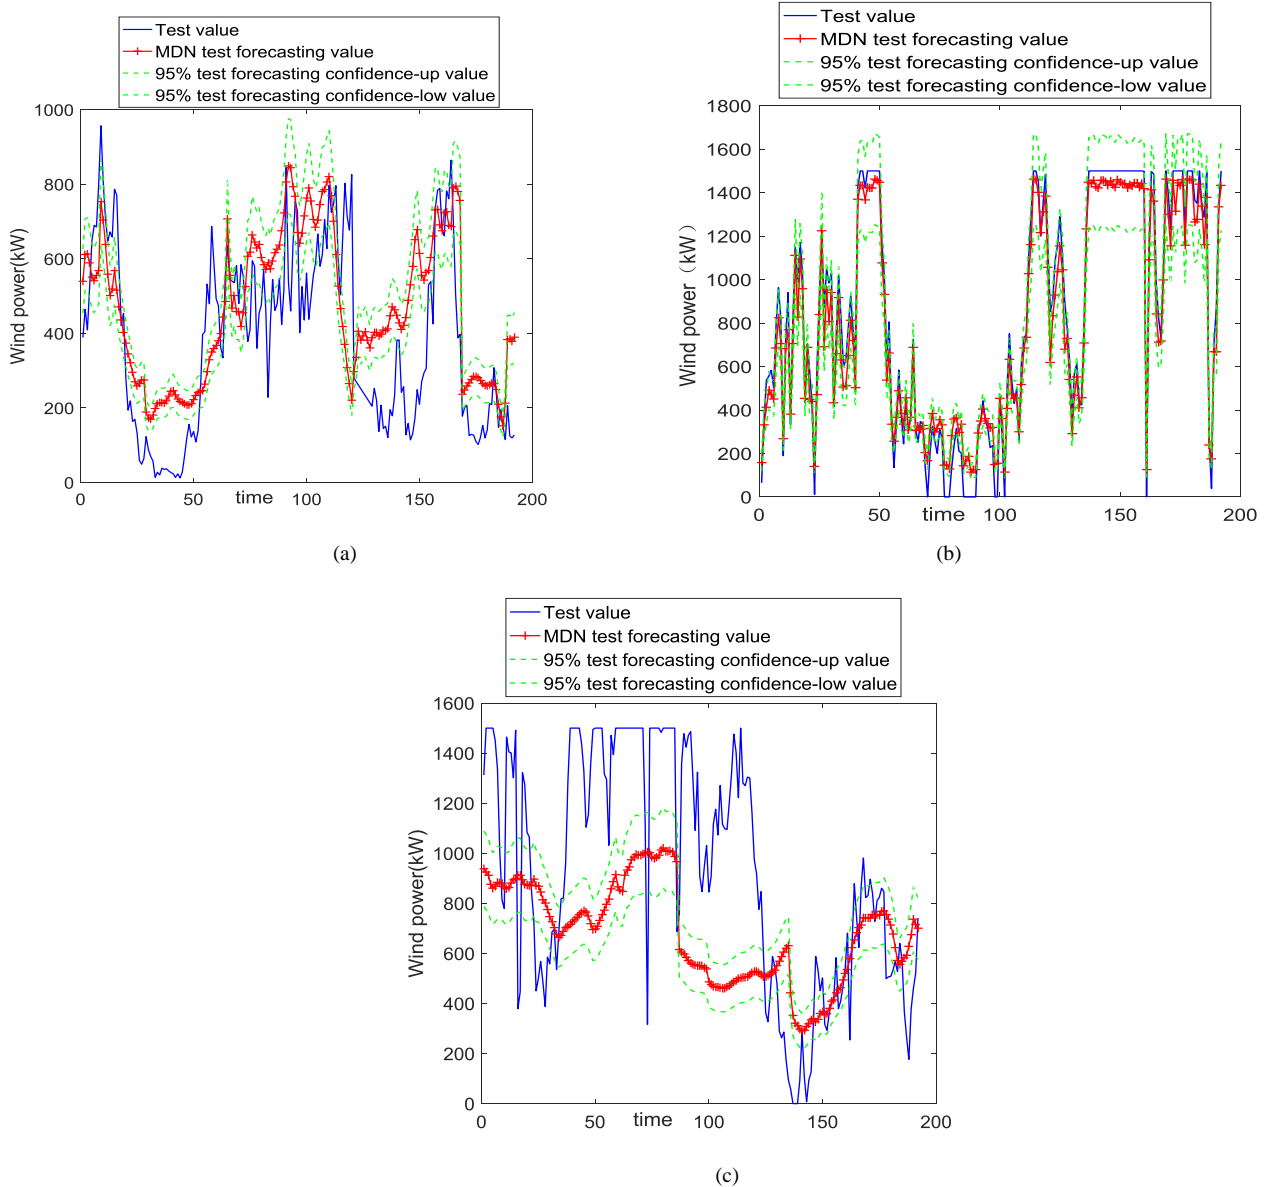 Test value
MDN test forecasting value
95% test forecasting confidence-up value
95% test forecasting confidence-low value
1000
800
600
400
200
0
Wind power(kW)
0 50 time 100 150 200
(a)
Test value
MDN test forecasting value
95% test forecasting confidence-up value
95% test forecasting confidence-low value
1800
1600
1400
1200
1000
800
600
400
200
0
Wind power（kW）
0 50 time 100 150 200
(b)
Test value
MDN test forecasting value
95% test forecasting confidence-up value
95% test forecasting confidence-low value
1600
1400
1200
1000
800
600
400
200
0
Wind power(kW)
0 50 time 100 150 200
(c)